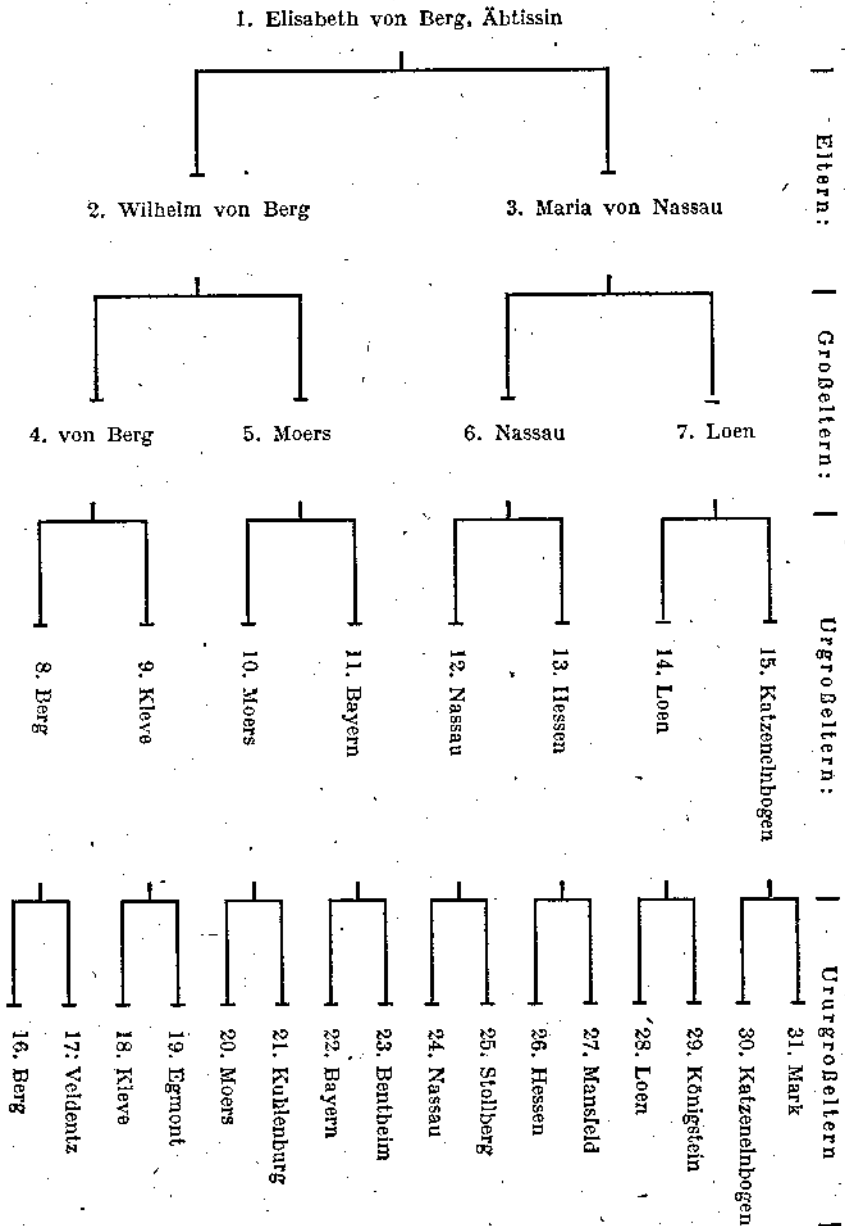 1. Elisabeth von Berg, Äbtissin
Eltern:
2. Wilhelm von Berg
3. Maria von Nassau
Großeltern:
4. von Berg
5. Moers
6. Nassau
7. Loen
Urgroßeltern:
8. Berg
9. Kleve
10. Moers
11. Bayern
12. Nassau
13. Hessen
14. Loen
15. Katzenelnbogen
Ururgroßeltern
16. Berg
17: Veldentz
18. Kleve
19. Egmont
20. Moers
21. Kuhlenburg
22. Bayern
23. Bentheim
24. Nassau
25. Stollberg
26. Hessen
27. Mansfeld
28. Loen
29. Königstein
30. Katzenelnbogen
31. Mark